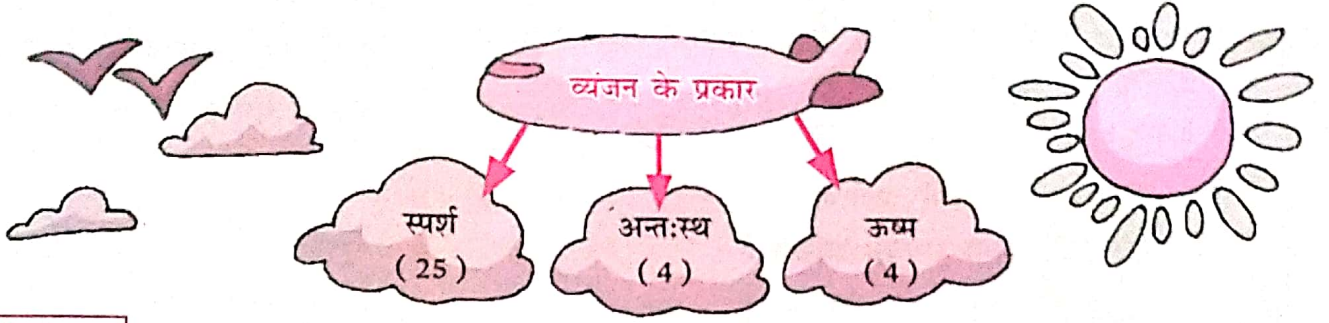 व्यंजन के प्रकार
स्पर्श
( 25 )
अन्त:स्थ
( 4 )
ऊष्म
( 4 )